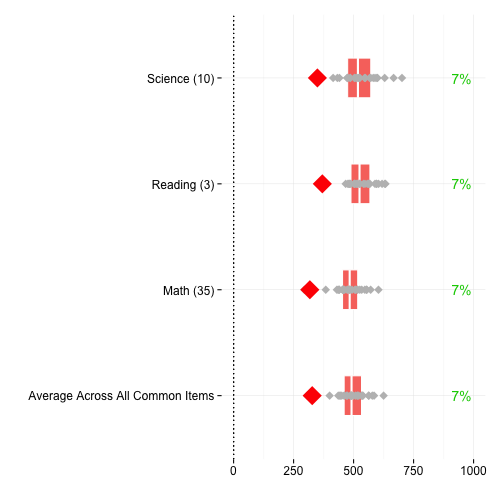 Science (10) 7%
Reading (3) 7%
Math (35) 7%
Average Across All Common Items 7%
0 250 500 750 1000